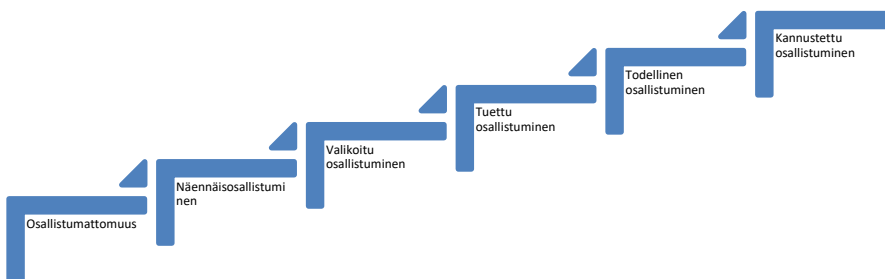 Osallistumattomuus
Näennäisosallistumi
nen
Valikoitu
osallistuminen
Tuettu
osallistuminen
Todellinen
osallistuminen
Kannustettu
osallistuminen